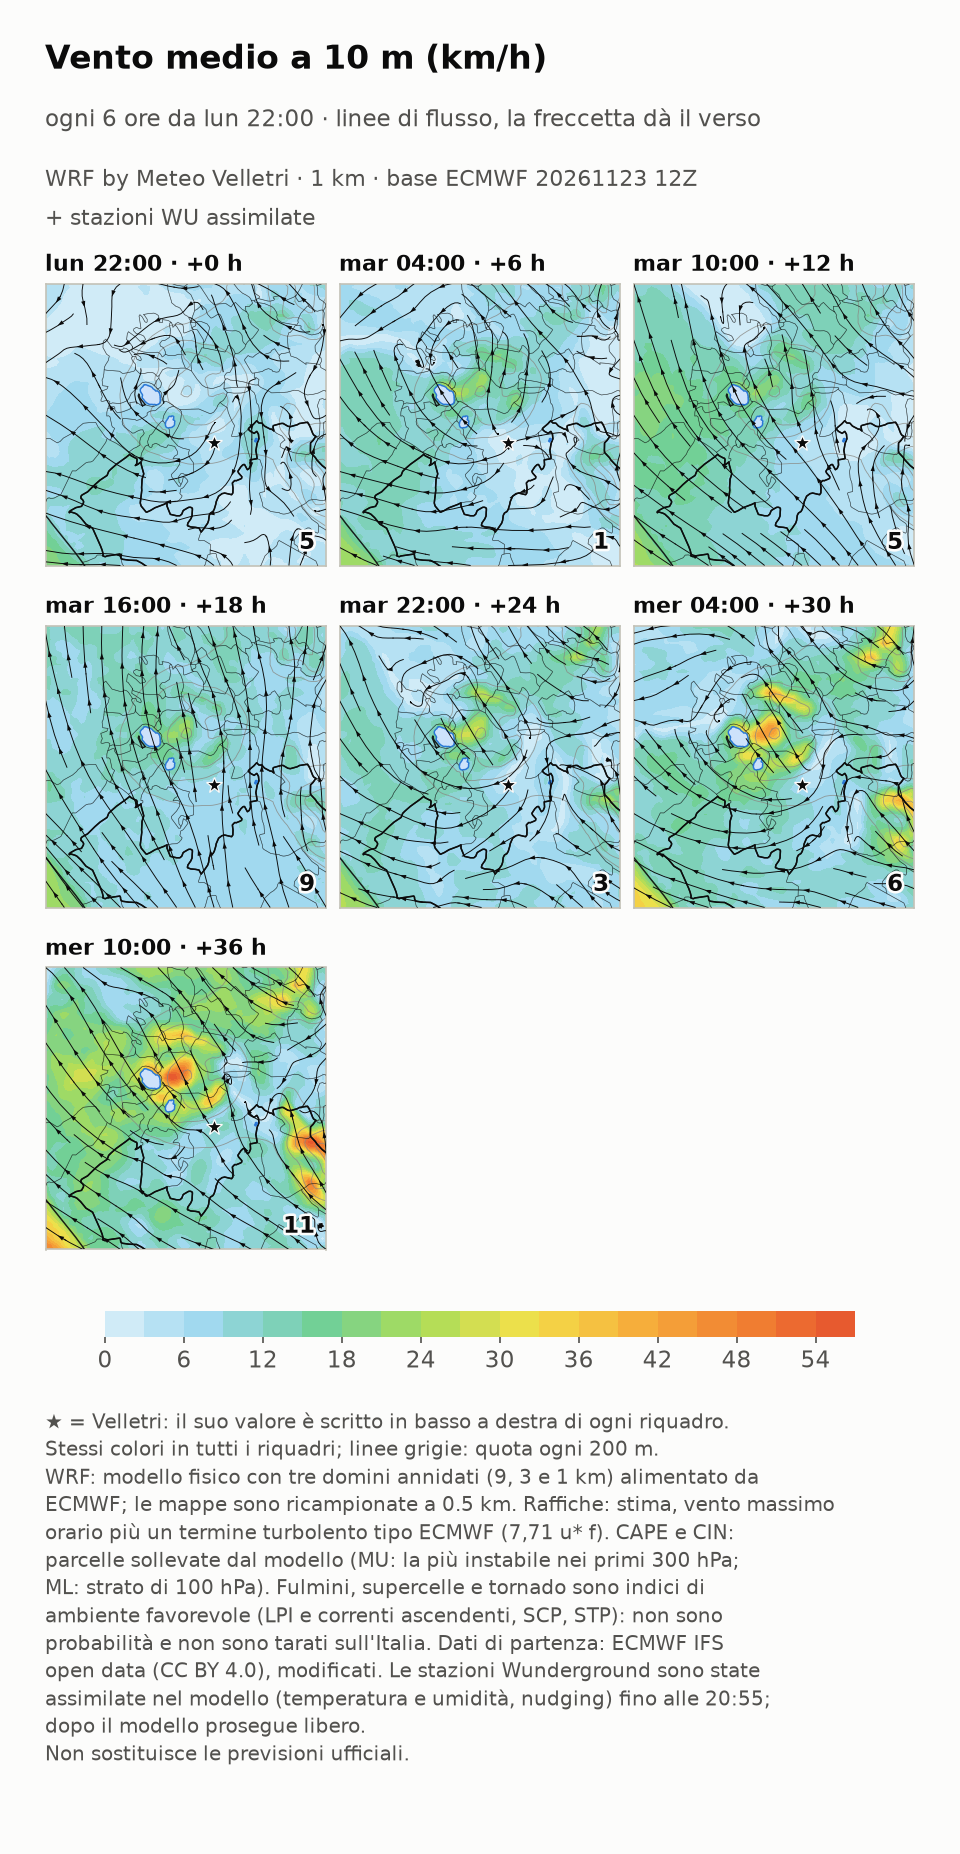 Vento medio a 10 m (km/h)
ogni 6 ore da lun 22:00 · linee di flusso, la freccetta dà il verso
WRF by Meteo Velletri · 1 km · base ECMWF 20261123 12Z
+ stazioni WU assimilate
lun 22:00 · +0 h
mar 04:00 · +6 h
mar 10:00 · +12 h
5
1
5
mar 16:00 · +18 h
mar 22:00 · +24 h
mer 04:00 · +30 h
9
3
6
mer 10:00 · +36 h
11
0 6 12 18 24 30 36 42 48 54
★ = Velletri: il suo valore è scritto in basso a destra di ogni riquadro.
Stessi colori in tutti i riquadri; linee grigie: quota ogni 200 m.
WRF: modello fisico con tre domini annidati (9, 3 e 1 km) alimentato da
ECMWF; le mappe sono ricampionate a 0.5 km. Raffiche: stima, vento massimo
orario più un termine turbolento tipo ECMWF (7,71 u* f). CAPE e CIN:
parcelle sollevate dal modello (MU: la più instabile nei primi 300 hPa;
ML: strato di 100 hPa). Fulmini, supercelle e tornado sono indici di
ambiente favorevole (LPI e correnti ascendenti, SCP, STP): non sono
probabilità e non sono tarati sull'Italia. Dati di partenza: ECMWF IFS
open data (CC BY 4.0), modificati. Le stazioni Wunderground sono state
assimilate nel modello (temperatura e umidità, nudging) fino alle 20:55;
dopo il modello prosegue libero.
Non sostituisce le previsioni ufficiali.